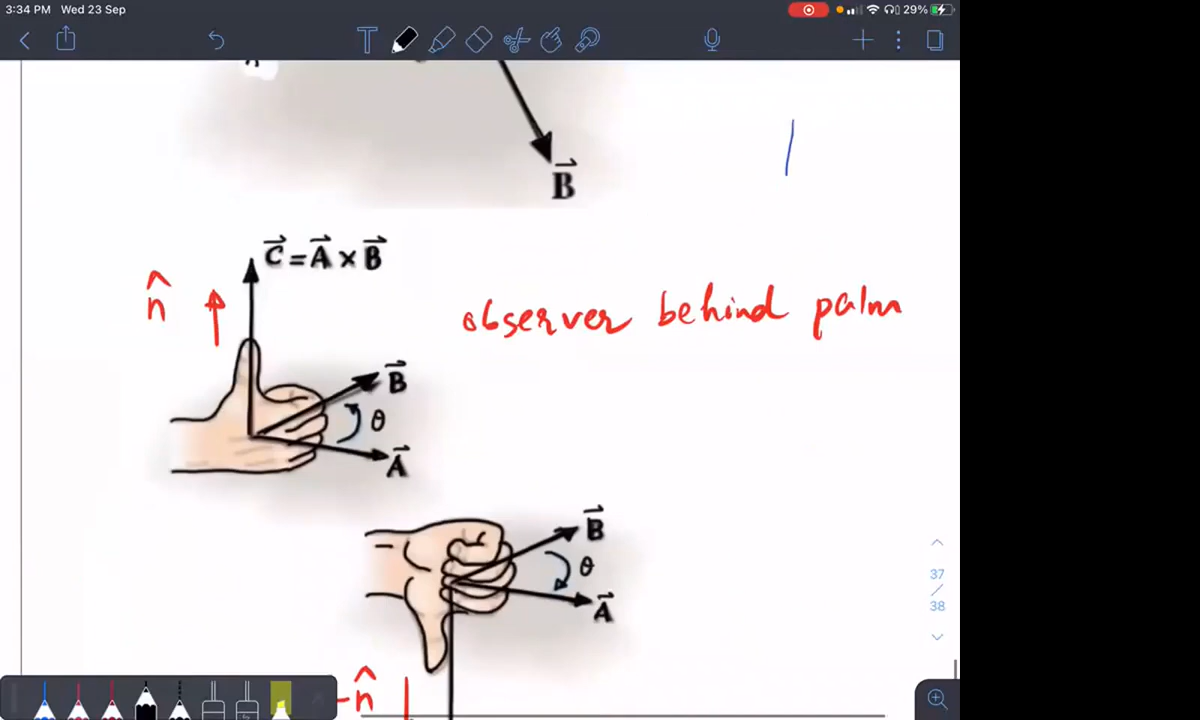 3:34 PM Wed 23 Sep
29%
T
B
C = A × B
n̂
observer behind palm
B
θ
A
B
θ
A
37
/
38
-n̂